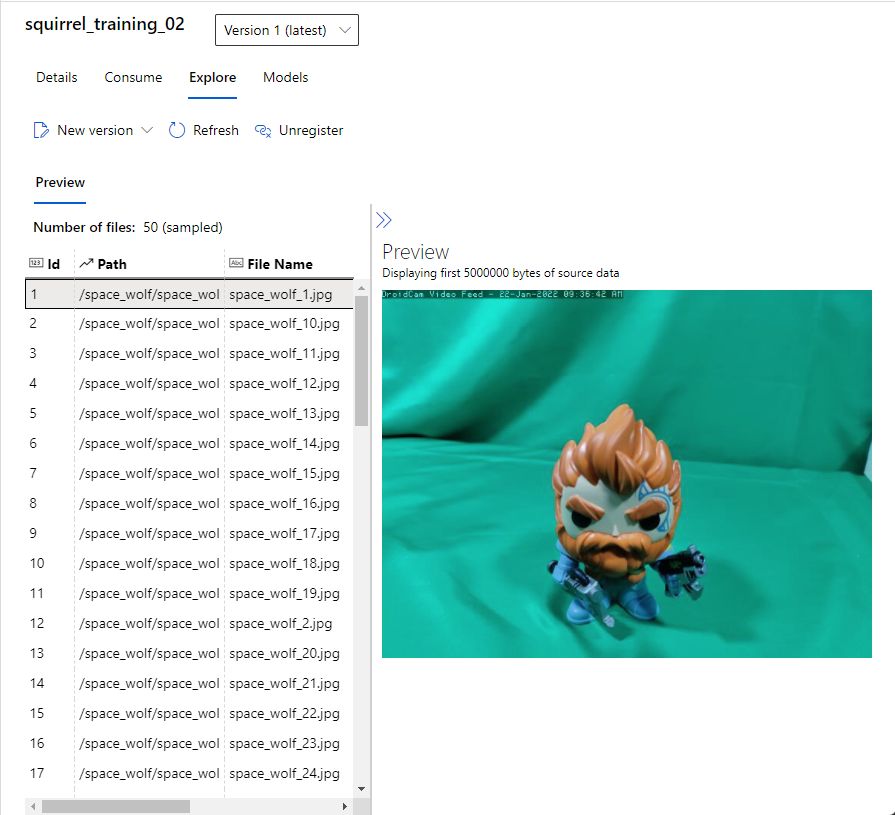 squirrel_training_02
Version 1 (latest)
Details Consume Explore Models
New version Refresh Unregister
Preview
Number of files: 50 (sampled)
123 Id Path Abc File Name
1 /space_wolf/space_wol space_wolf_1.jpg
2 /space_wolf/space_wol space_wolf_10.jpg
3 /space_wolf/space_wol space_wolf_11.jpg
4 /space_wolf/space_wol space_wolf_12.jpg
5 /space_wolf/space_wol space_wolf_13.jpg
6 /space_wolf/space_wol space_wolf_14.jpg
7 /space_wolf/space_wol space_wolf_15.jpg
8 /space_wolf/space_wol space_wolf_16.jpg
9 /space_wolf/space_wol space_wolf_17.jpg
10 /space_wolf/space_wol space_wolf_18.jpg
11 /space_wolf/space_wol space_wolf_19.jpg
12 /space_wolf/space_wol space_wolf_2.jpg
13 /space_wolf/space_wol space_wolf_20.jpg
14 /space_wolf/space_wol space_wolf_21.jpg
15 /space_wolf/space_wol space_wolf_22.jpg
16 /space_wolf/space_wol space_wolf_23.jpg
17 /space_wolf/space_wol space_wolf_24.jpg
Preview
Displaying first 5000000 bytes of source data
DroidCam Video Feed - 22-Jan-2022 09:36:42 AM